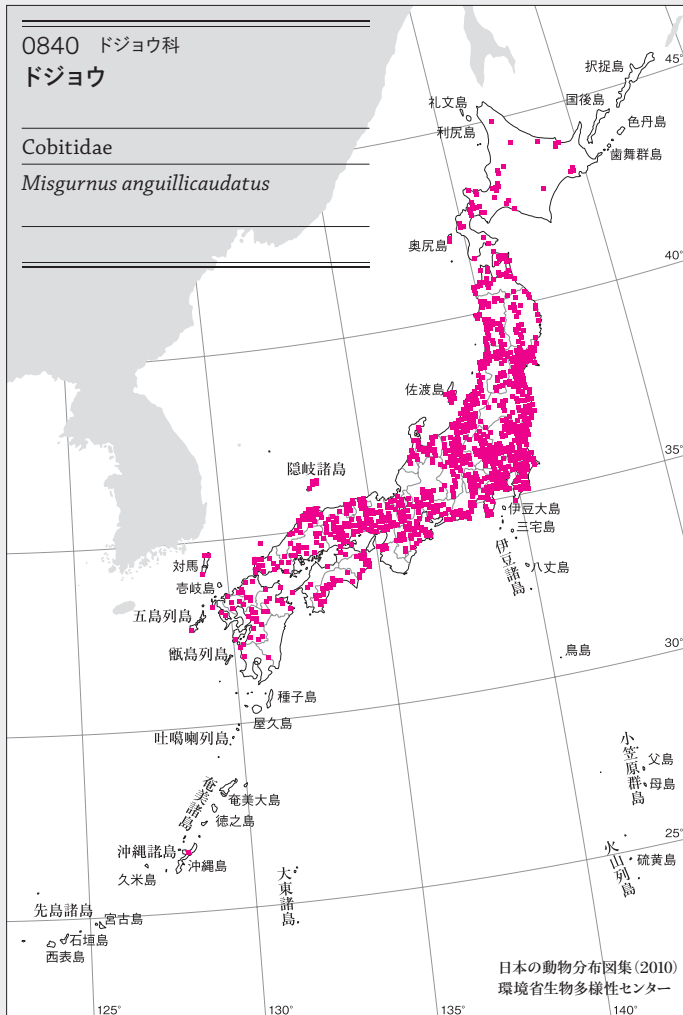 0840 ドジョウ科
ドジョウ
Cobitidae
Misgurnus anguillicaudatus
45°
択捉島
国後島
礼文島
色丹島
利尻島
歯舞群島
奥尻島
40°
佐渡島
35°
隠岐諸島
伊豆大島
三宅島
伊豆諸島
八丈島
対馬
壱岐島
五島列島
甑島列島
鳥島
30°
種子島
屋久島
吐噶喇列島
小笠原群島
父島
母島
奄美諸島
奄美大島
徳之島
25°
沖縄諸島
沖縄島
久米島
火山列島
硫黄島
大東諸島
先島諸島
宮古島
石垣島
西表島
日本の動物分布図集(2010)
環境省生物多様性センター
125°
130°
135°
140°